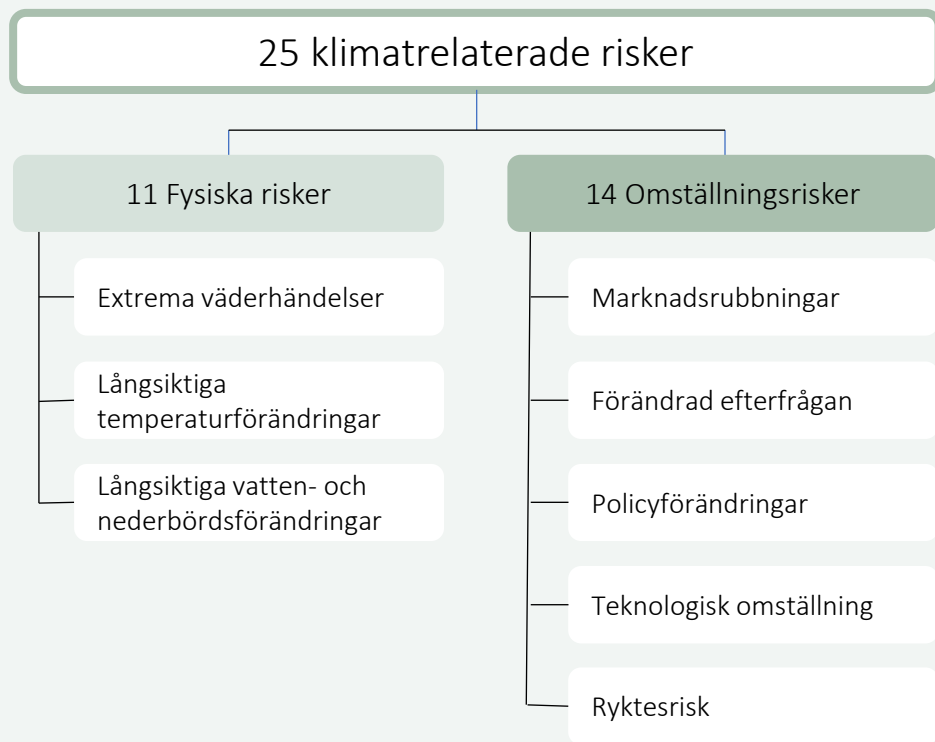 25 klimatrelaterade risker
11 Fysiska risker
Extrema väderhändelser
Långsiktiga
temperaturförändringar
Långsiktiga vatten- och
nederbördsförändringar
14 Omställningsrisker
Marknadsrubbningar
Förändrad efterfrågan
Policyförändringar
Teknologisk omställning
Ryktesrisk